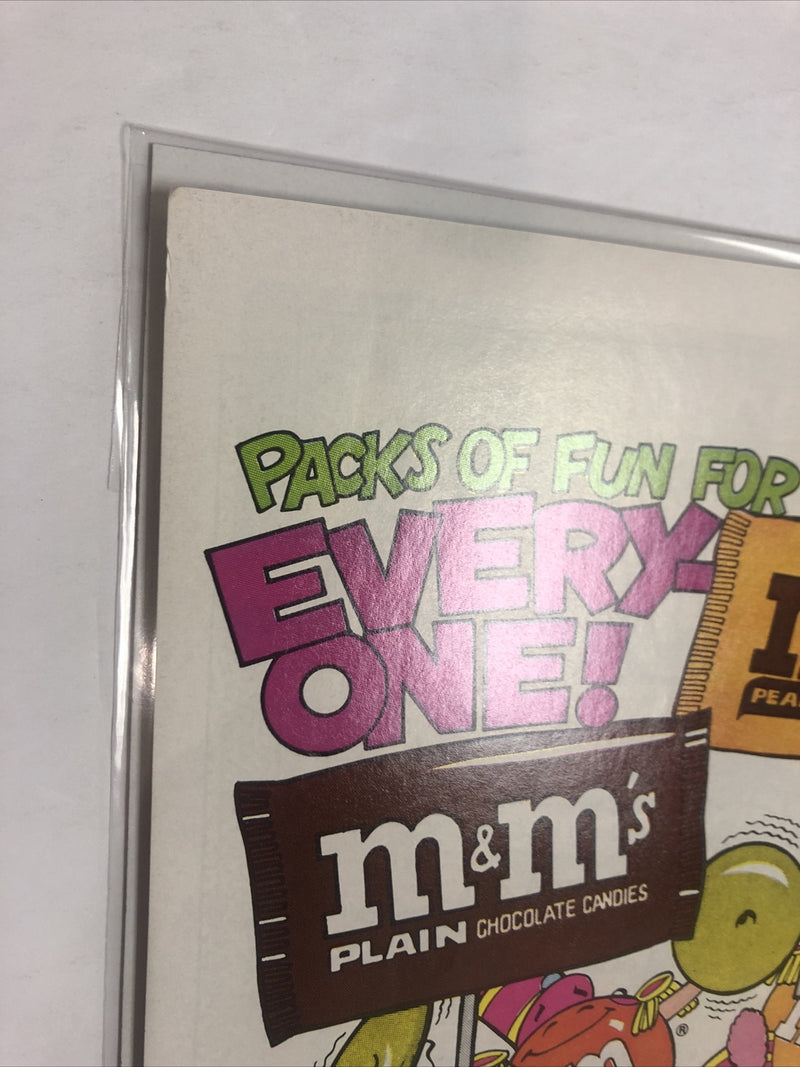 PACKS OF FUN FOR
EVERY-
ONE!
m&m's
PLAIN CHOCOLATE CANDIES
®